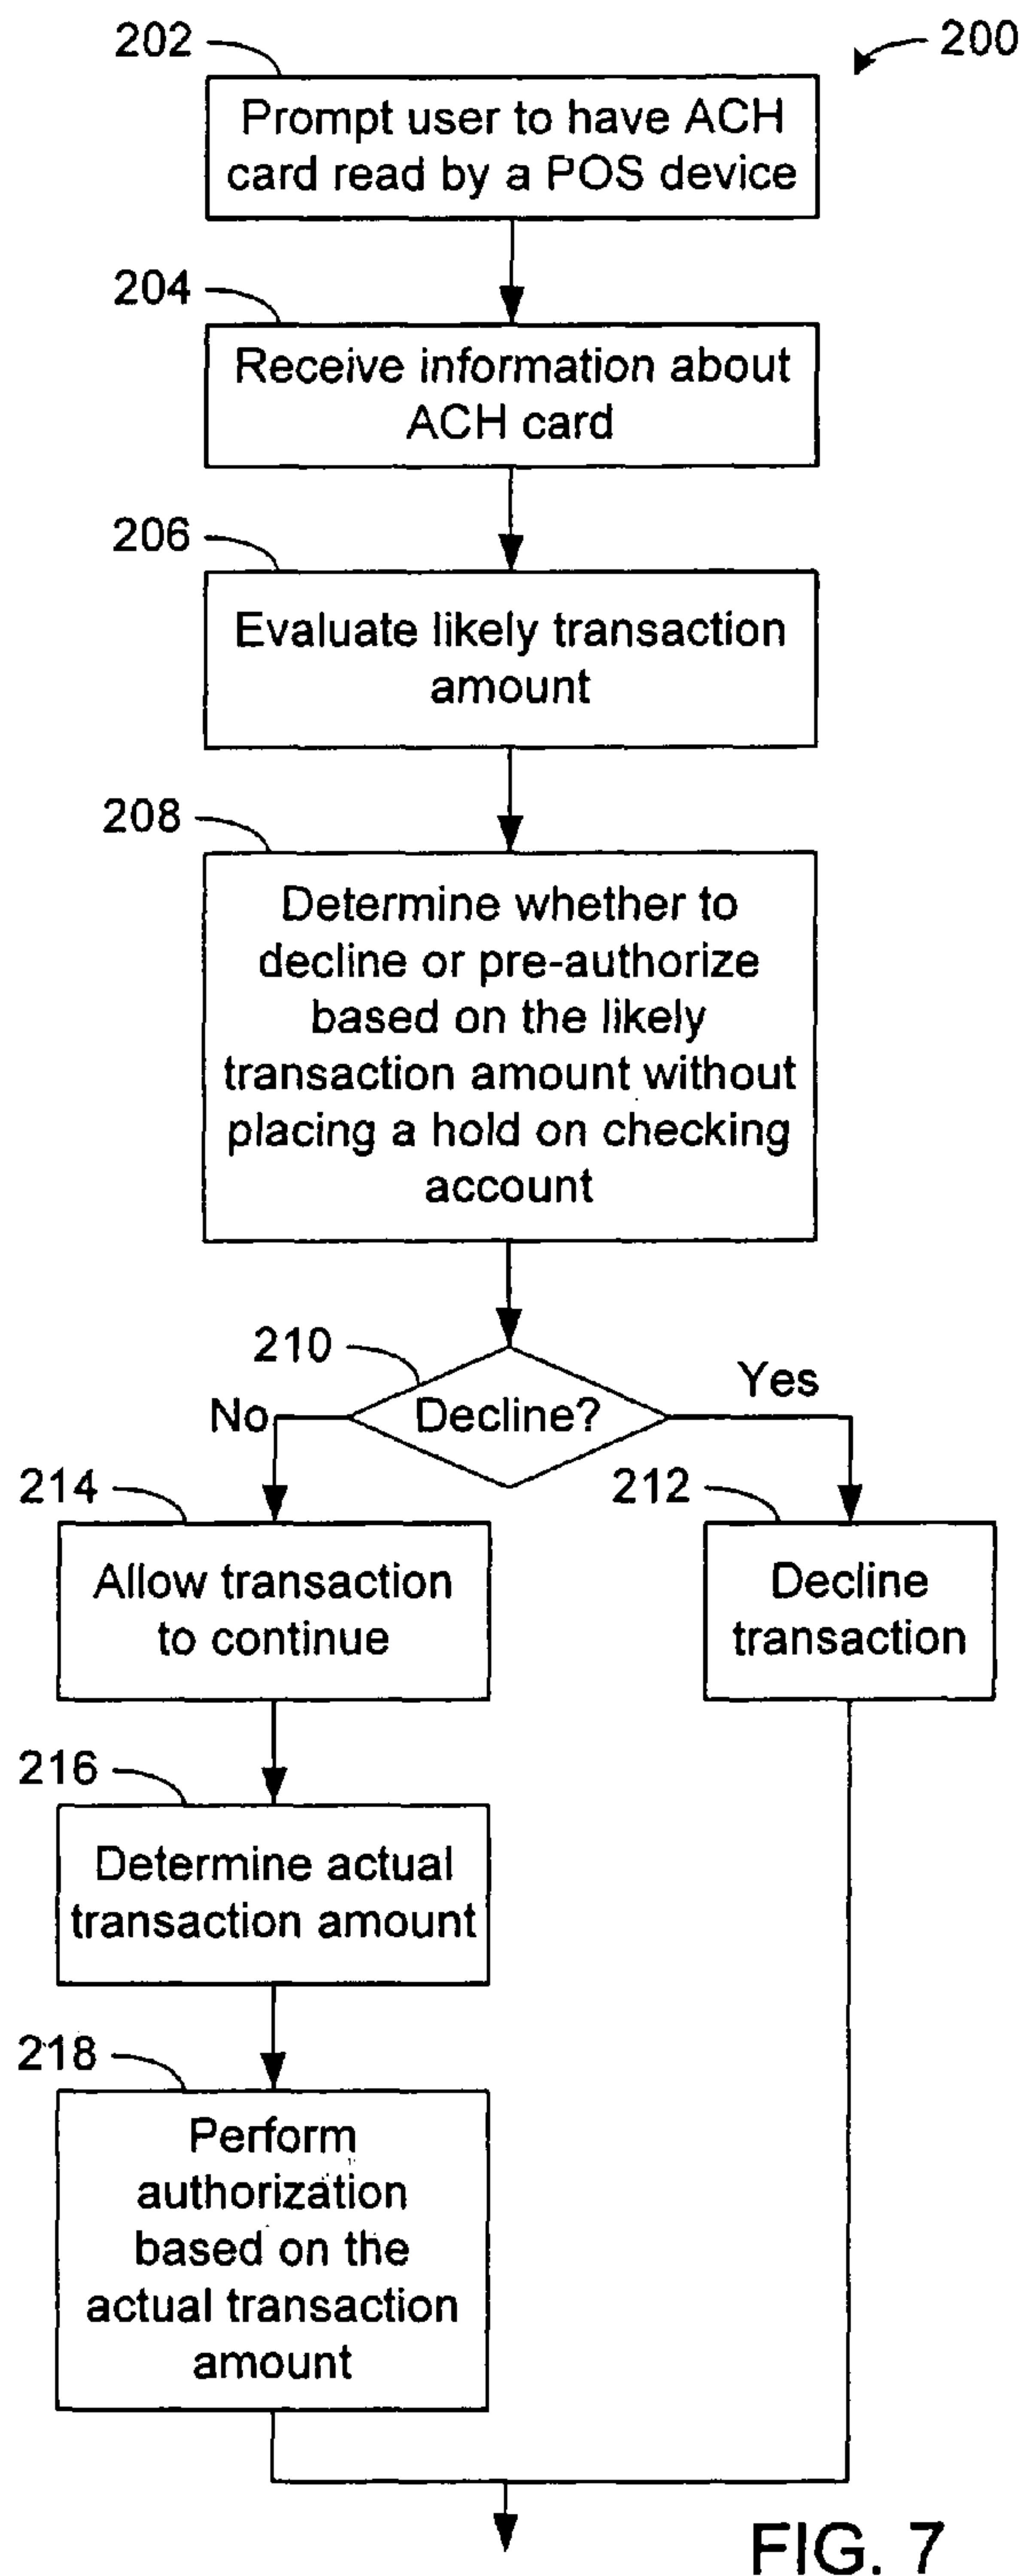 202
200
Prompt user to have ACH
card read by a POS device
204
Receive information about
ACH card
206
Evaluate likely transaction
amount
208
Determine whether to
decline or pre-authorize
based on the likely
transaction amount without
placing a hold on checking
account
210
Decline?
No
Yes
214
Allow transaction
to continue
212
Decline
transaction
216
Determine actual
transaction amount
218
Perform
authorization
based on the
actual transaction
amount
FIG. 7